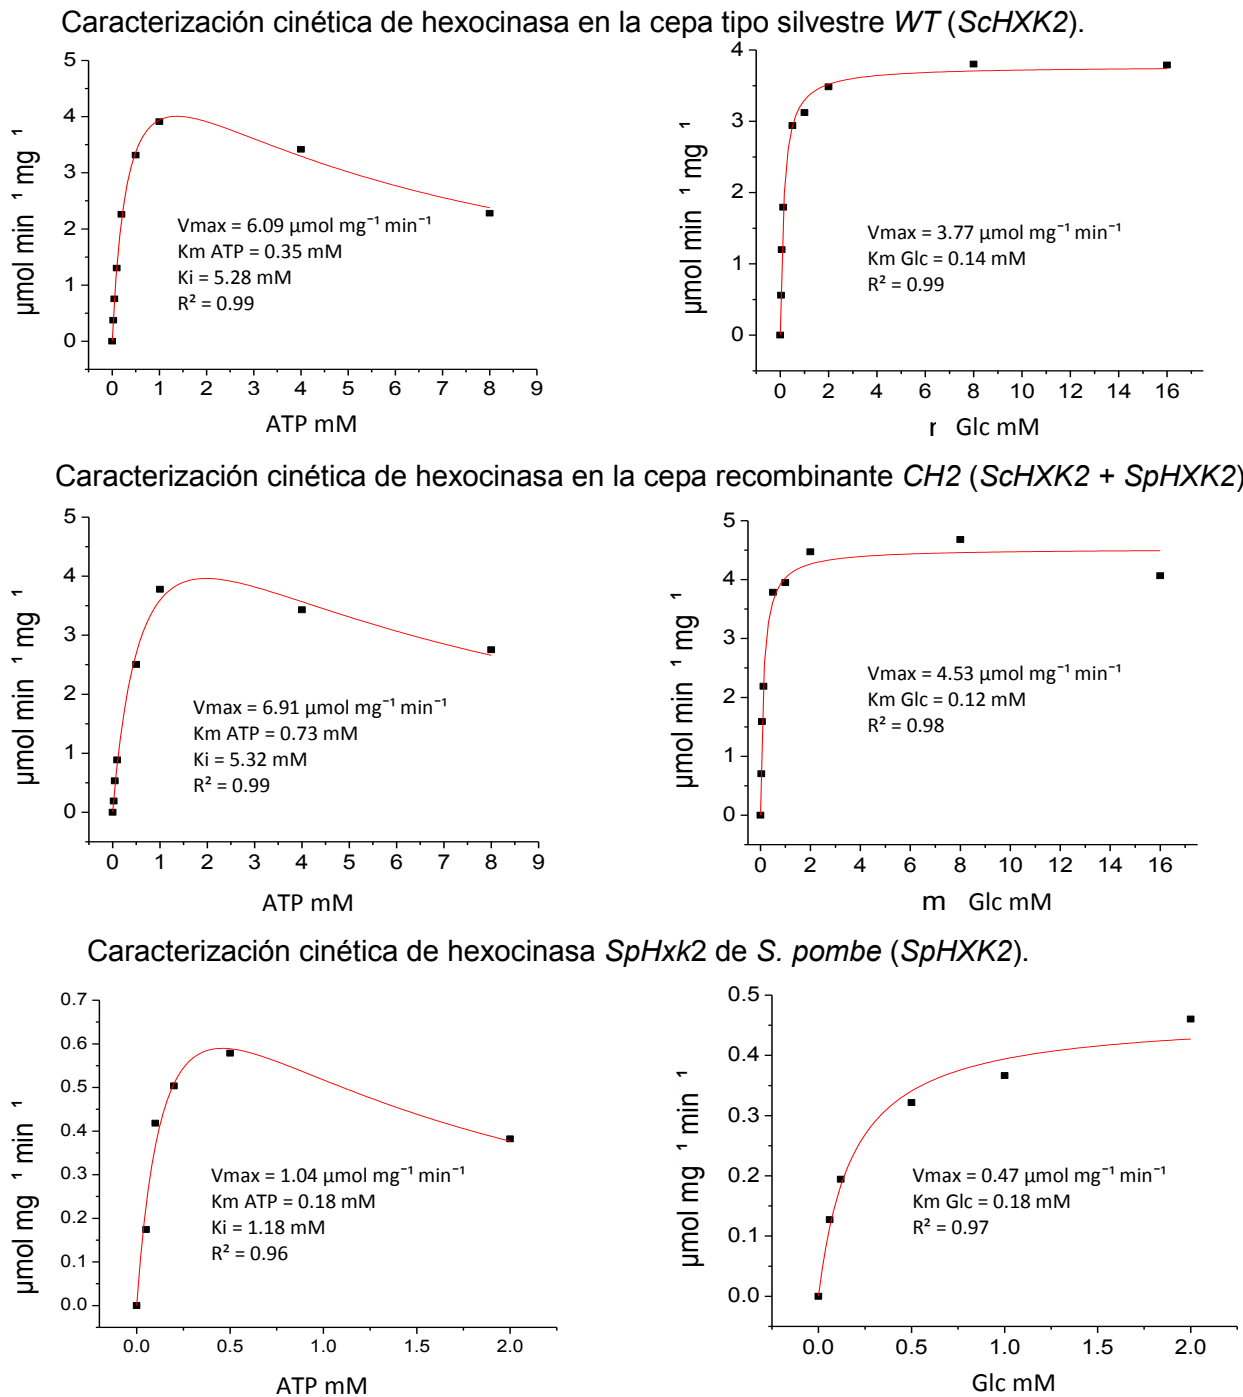 Caracterización cinética de hexocinasa en la cepa tipo silvestre WT (ScHXK2).
5
4
3
2
1
0
µmol min ¹ mg ¹
Vmax = 6.09 µmol mg⁻¹ min⁻¹
Km ATP = 0.35 mM
Ki = 5.28 mM
R² = 0.99
0 1 2 3 4 5 6 7 8 9
ATP mM
4
3
2
1
0
µmol min ¹ mg ¹
Vmax = 3.77 µmol mg⁻¹ min⁻¹
Km Glc = 0.14 mM
R² = 0.99
0 2 4 6 8 10 12 14 16
r Glc mM
Caracterización cinética de hexocinasa en la cepa recombinante CH2 (ScHXK2 + SpHXK2)
5
4
3
2
1
0
µmol min ¹ mg ¹
Vmax = 6.91 µmol mg⁻¹ min⁻¹
Km ATP = 0.73 mM
Ki = 5.32 mM
R² = 0.99
0 1 2 3 4 5 6 7 8 9
ATP mM
5
4
3
2
1
0
µmol min ¹ mg ¹
Vmax = 4.53 µmol mg⁻¹ min⁻¹
Km Glc = 0.12 mM
R² = 0.98
0 2 4 6 8 10 12 14 16
m Glc mM
Caracterización cinética de hexocinasa SpHxk2 de S. pombe (SpHXK2).
0.7
0.6
0.5
0.4
0.3
0.2
0.1
0.0
µmol mg ¹ min ¹
Vmax = 1.04 µmol mg⁻¹ min⁻¹
Km ATP = 0.18 mM
Ki = 1.18 mM
R² = 0.96
0.0 0.5 1.0 1.5 2.0
ATP mM
0.5
0.4
0.3
0.2
0.1
0.0
µmol mg ¹ min ¹
Vmax = 0.47 µmol mg⁻¹ min⁻¹
Km Glc = 0.18 mM
R² = 0.97
0.0 0.5 1.0 1.5 2.0
Glc mM